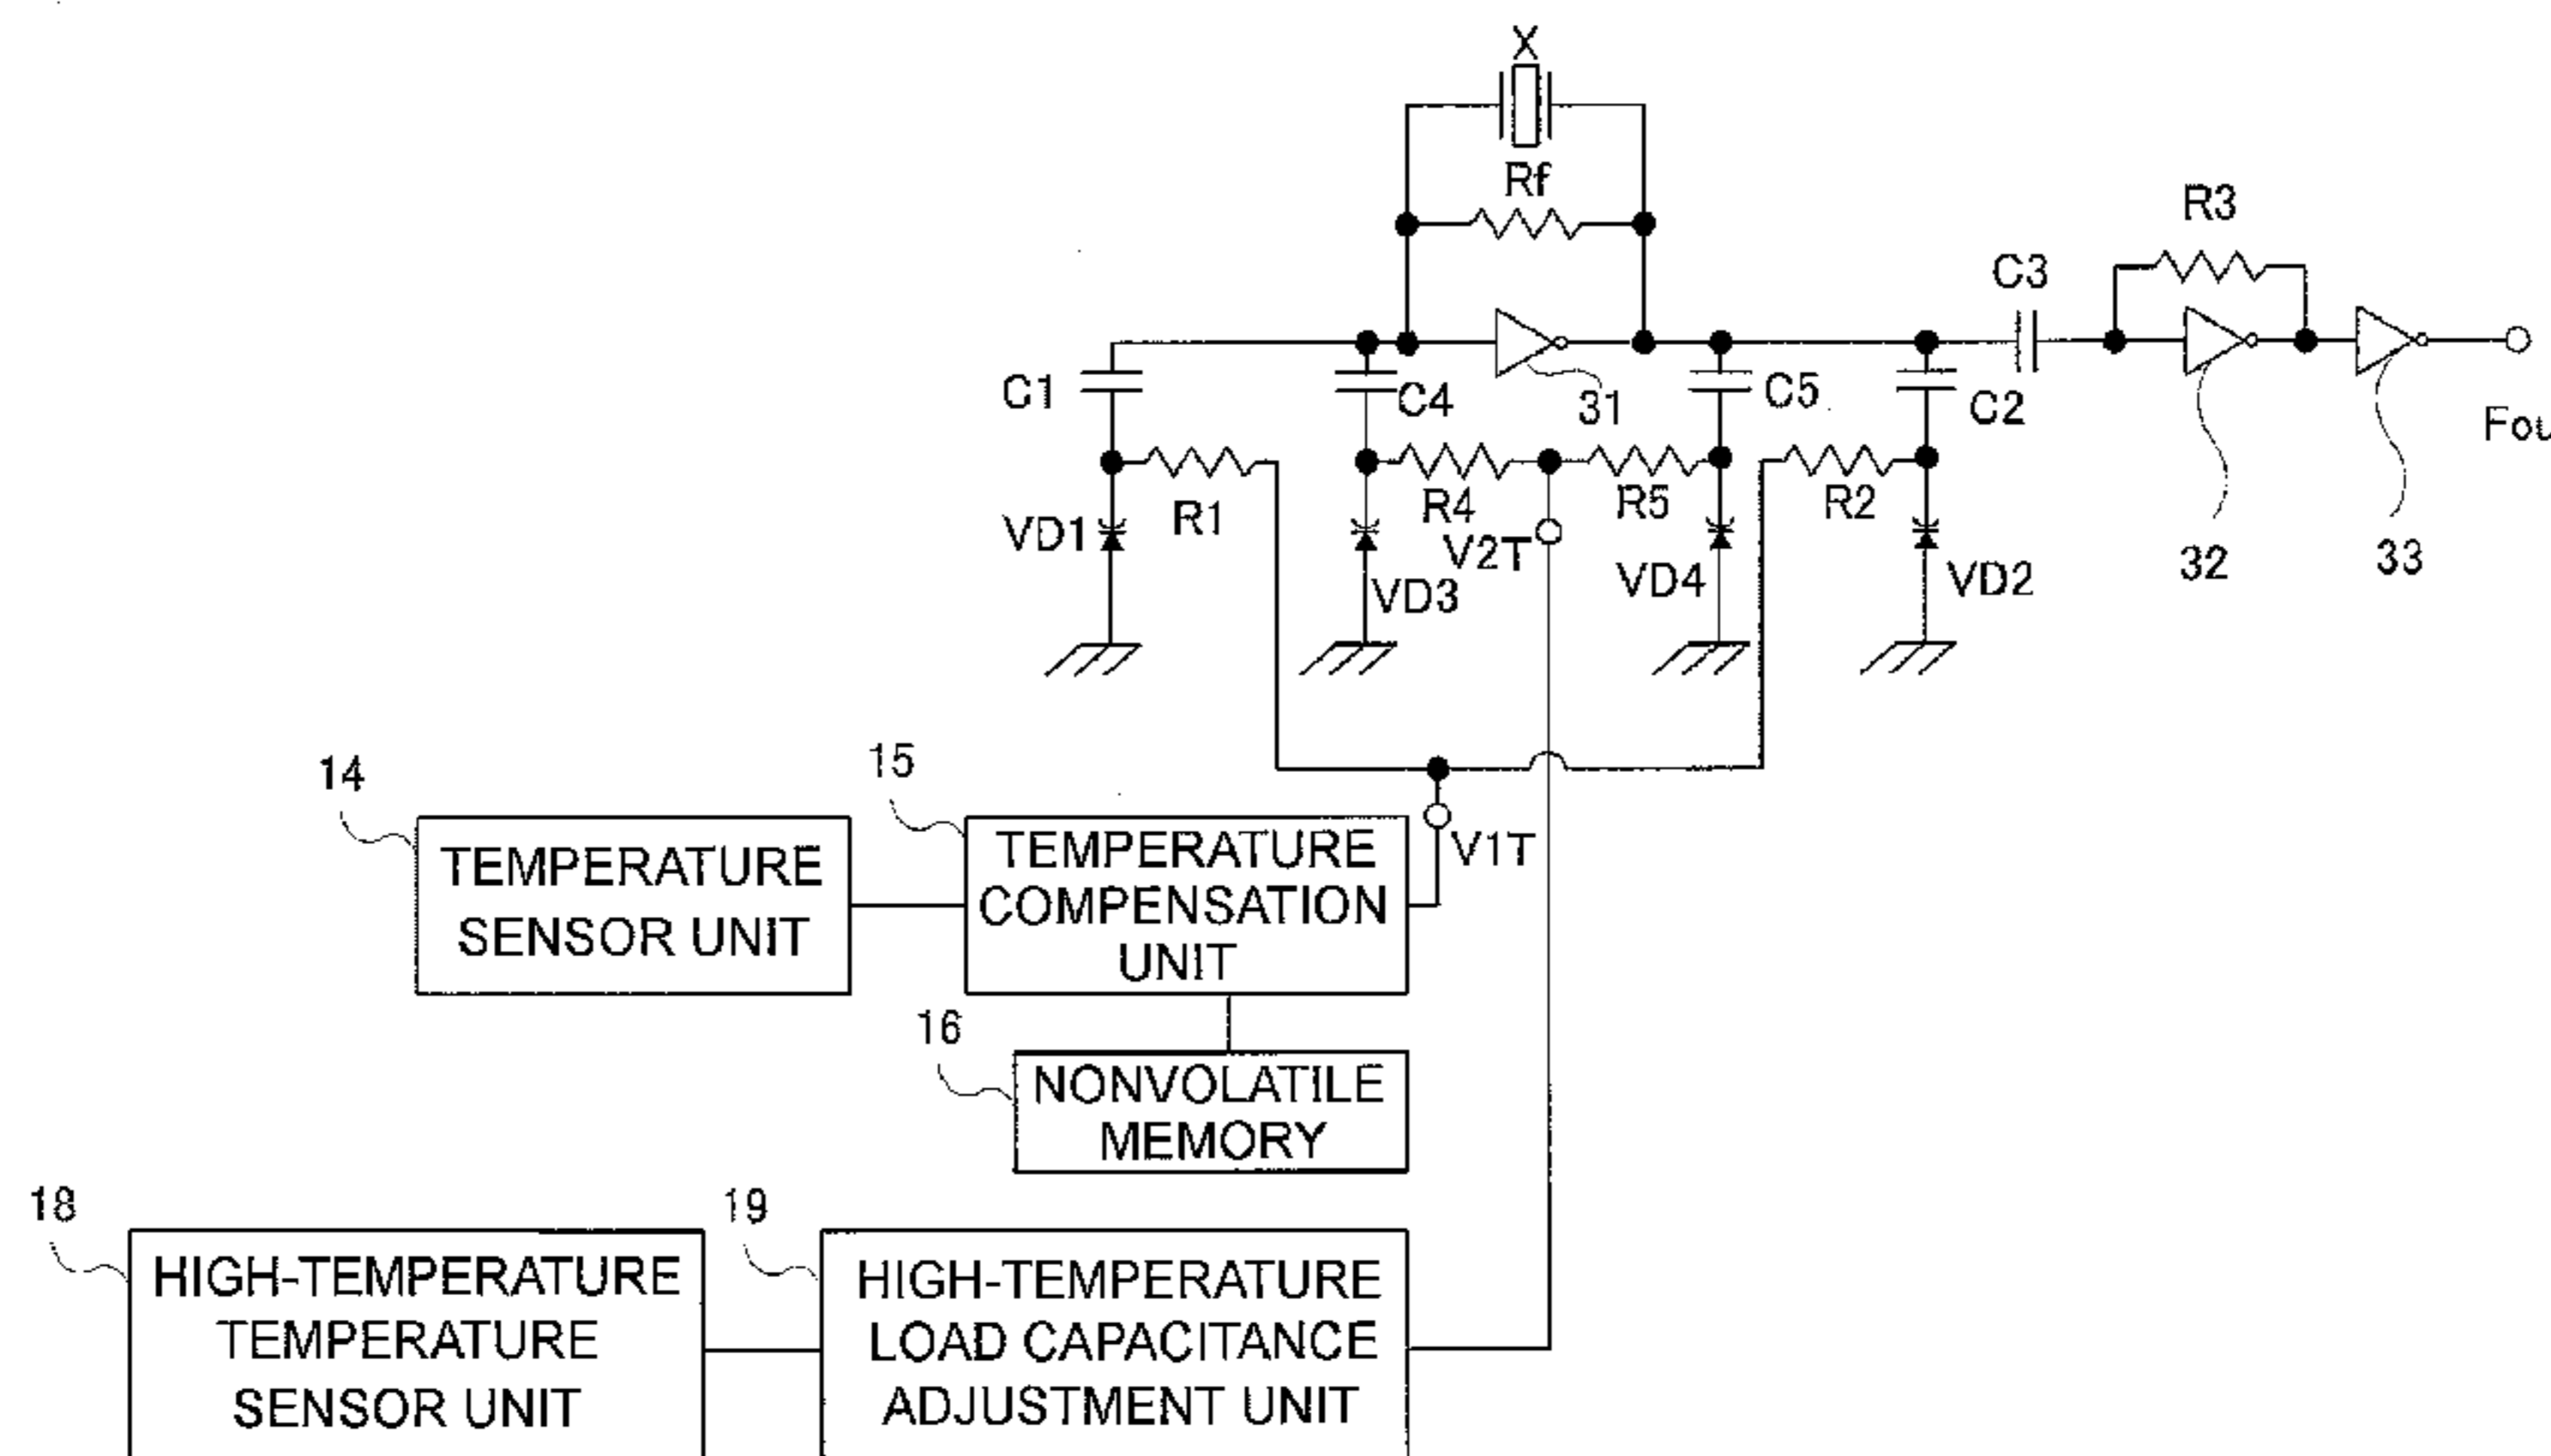 X
Rf
R3
C3
C1
C4
31
C5
C2
Fou
R1
R4
R5
R2
VD1
V2T
VD3
VD4
VD2
32
33
14
15
V1T
TEMPERATURE
SENSOR UNIT
TEMPERATURE
COMPENSATION
UNIT
16
NONVOLATILE
MEMORY
18
19
HIGH-TEMPERATURE
TEMPERATURE
SENSOR UNIT
HIGH-TEMPERATURE
LOAD CAPACITANCE
ADJUSTMENT UNIT